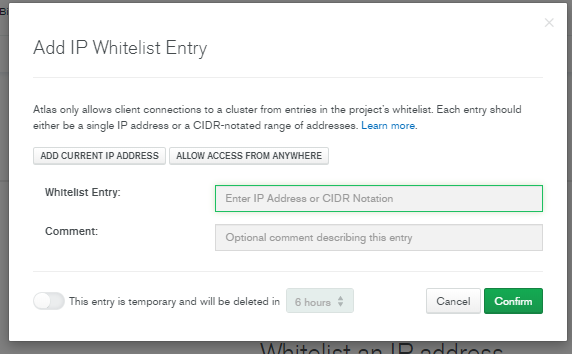 Bi
Add IP Whitelist Entry
Atlas only allows client connections to a cluster from entries in the project's whitelist. Each entry should
either be a single IP address or a CIDR-notated range of addresses. Learn more.
ADD CURRENT IP ADDRESS ALLOW ACCESS FROM ANYWHERE
Whitelist Entry: Enter IP Address or CIDR Notation
Comment: Optional comment describing this entry
This entry is temporary and will be deleted in 6 hours Cancel Confirm
Whitelist an IP address